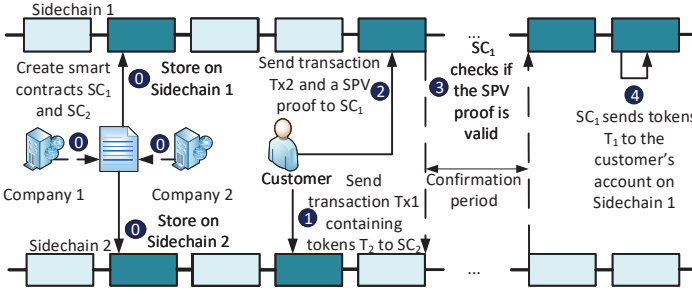 Sidechain 1
Create smart
contracts SC1
and SC2
0
Store on
Sidechain 1
Send transaction
Tx2 and a SPV
proof to SC1
2
3
...
SC1
checks if
the SPV
proof is
valid
4
SC1 sends tokens
T1 to the
customer's
account on
Sidechain 1
0
0
Company 1
Company 2
Customer
Confirmation
period
0
Store on
Sidechain 2
1
Send
transaction Tx1
containing
tokens T2 to SC2
Sidechain 2
...